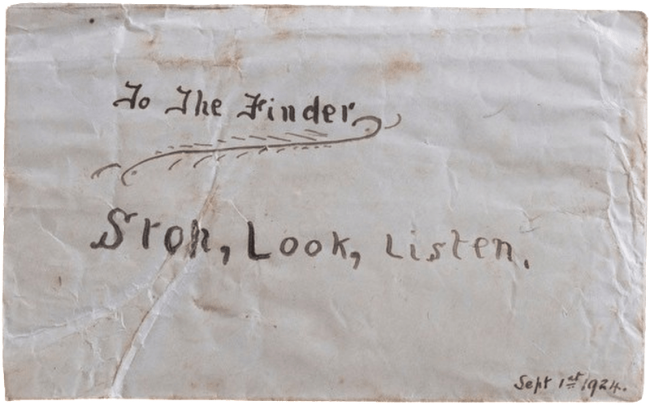 To The Finder
Stop, Look, Listen.
Sept 1st 1924.